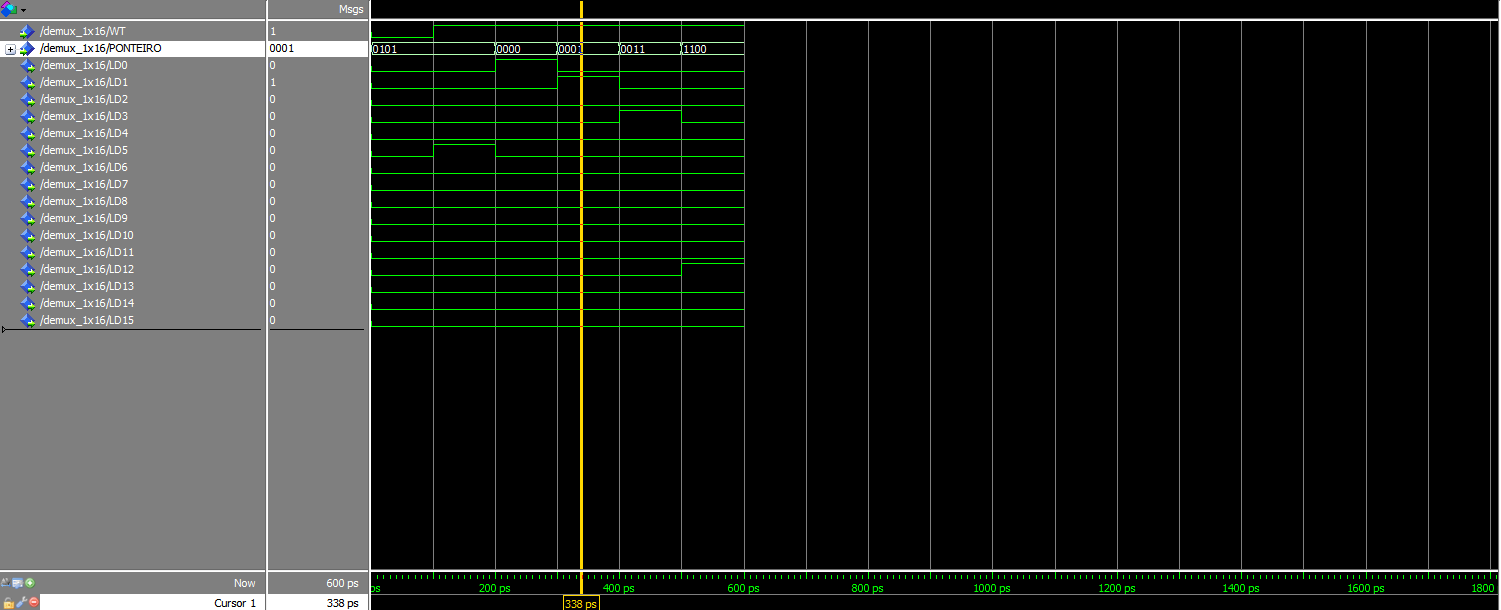 Msgs
/demux_1x16/WT 1
/demux_1x16/PONTEIRO 0001 0101 0000 0001 0011 1100
/demux_1x16/LD0 0
/demux_1x16/LD1 1
/demux_1x16/LD2 0
/demux_1x16/LD3 0
/demux_1x16/LD4 0
/demux_1x16/LD5 0
/demux_1x16/LD6 0
/demux_1x16/LD7 0
/demux_1x16/LD8 0
/demux_1x16/LD9 0
/demux_1x16/LD10 0
/demux_1x16/LD11 0
/demux_1x16/LD12 0
/demux_1x16/LD13 0
/demux_1x16/LD14 0
/demux_1x16/LD15 0
Now 600 ps ps 200 ps 400 ps 600 ps 800 ps 1000 ps 1200 ps 1400 ps 1600 ps 1800
Cursor 1 338 ps 338 ps